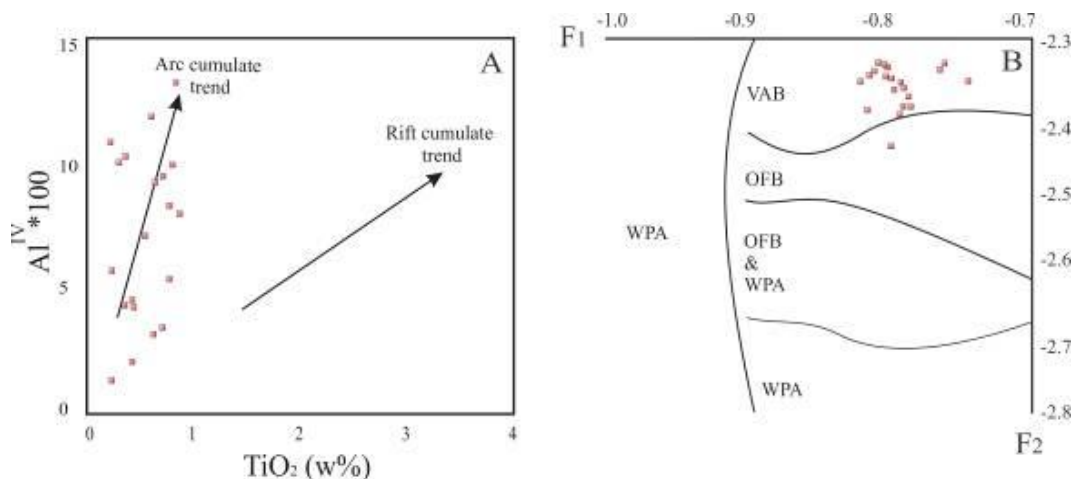 15
A
Arc cumulate
trend
Rift cumulate
trend
10
5
0
Al^IV *100
0 1 2 3 4
TiO₂ (w%)
F1 -1.0 -0.9 -0.8 -0.7
B
-2.3
VAB
-2.4
OFB
-2.5
WPA
OFB
&
WPA
-2.6
-2.7
WPA
-2.8
F2